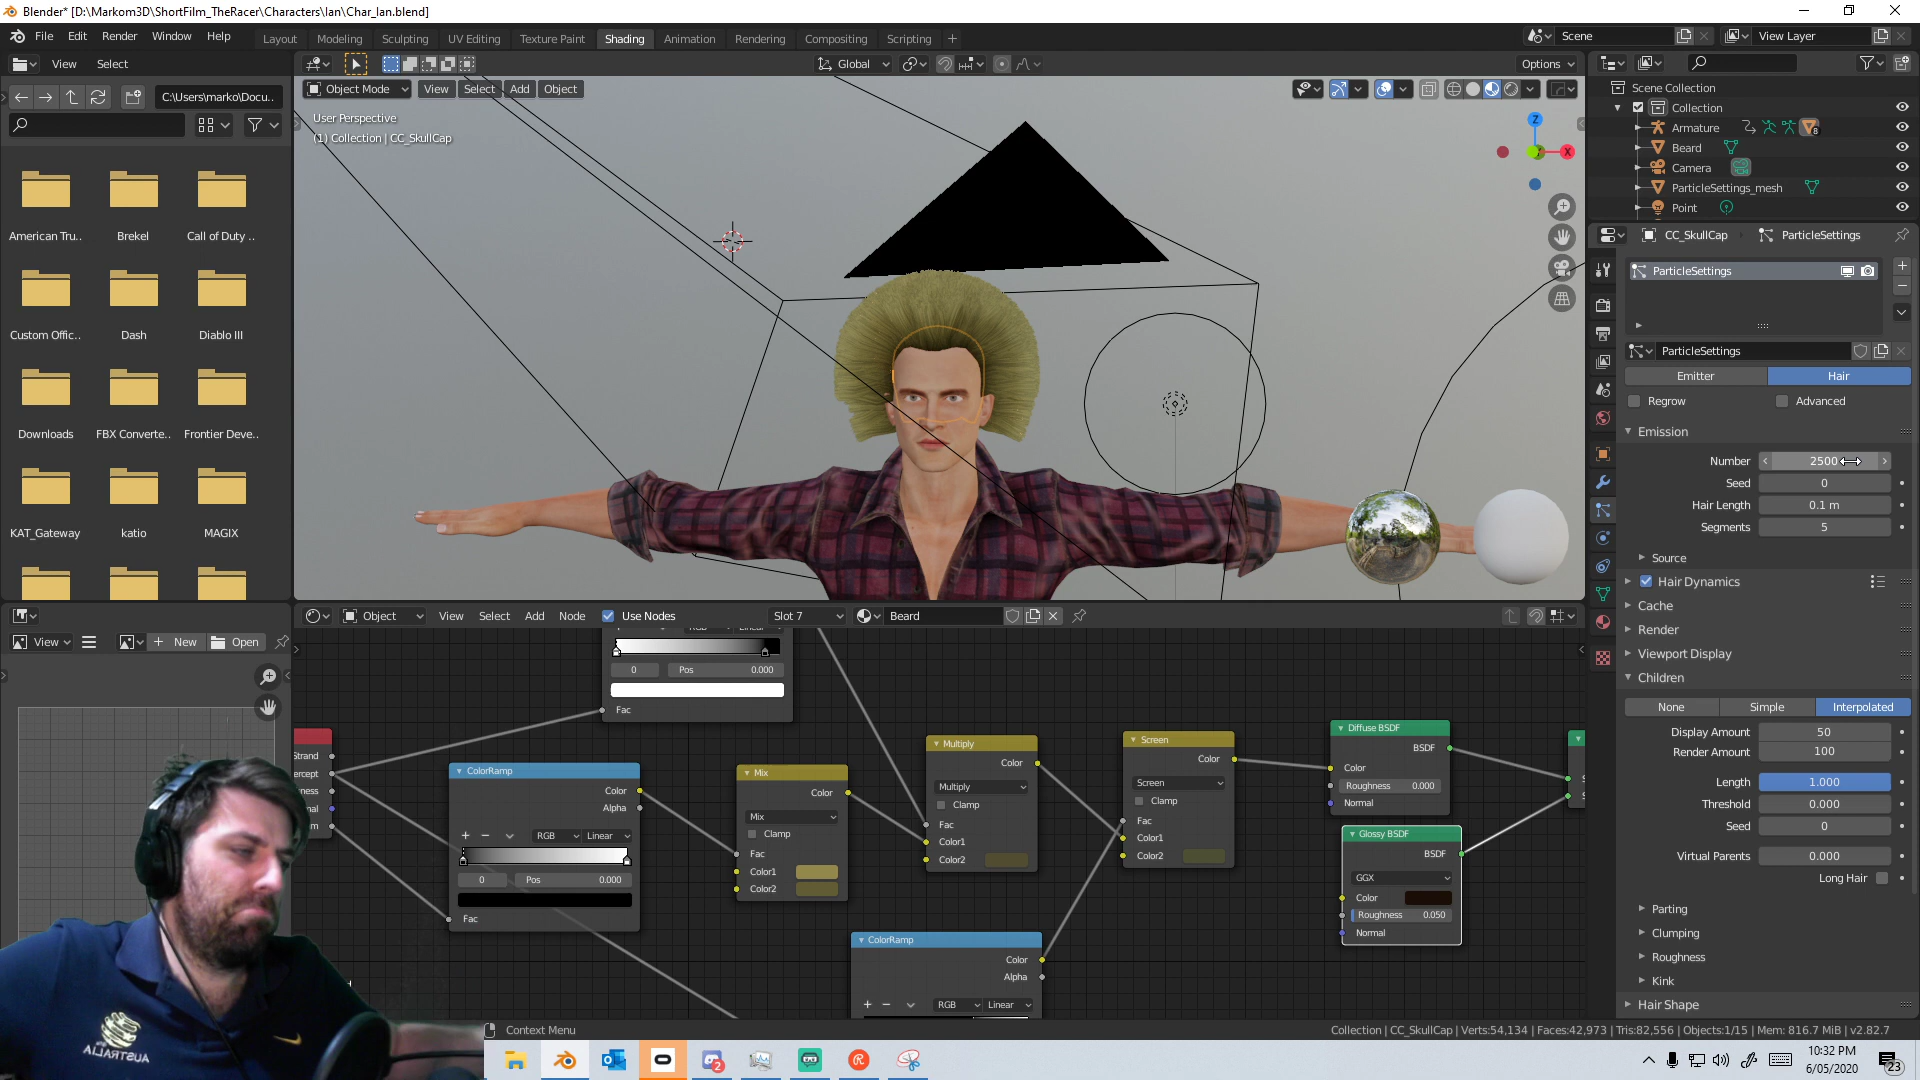 Blender* [D:\Markom3D\ShortFilm_TheRacer\Characters\Ian\Char_Ian.blend]
File Edit Render Window Help
Layout Modeling Sculpting UV Editing Texture Paint Shading Animation Rendering Compositing Scripting
Scene View Layer
View Select
Global Options
C:\Users\marko\Docu..
Object Mode View Select Add Object
User Perspective
(1) Collection | CC_SkullCap
Z
X
American Tru.. Brekel Call of Duty ..
Custom Offic.. Dash Diablo III
Downloads FBX Converte.. Frontier Deve..
KAT_Gateway katio MAGIX
Scene Collection
Collection
Armature 8
Beard
Camera
ParticleSettings_mesh
Point
CC_SkullCap ParticleSettings
ParticleSettings
ParticleSettings
Emitter Hair
Regrow Advanced
Emission
Number 2500
Seed 0
Hair Length 0.1 m
Segments 5
Source
Hair Dynamics
Cache
Render
Viewport Display
Children
None Simple Interpolated
Display Amount 50
Render Amount 100
Length 1.000
Threshold 0.000
Seed 0
Virtual Parents 0.000
Long Hair
Parting
Clumping
Roughness
Kink
Hair Shape
Object View Select Add Node Use Nodes Slot 7 Beard
View New Open
0 Pos 0.000
Fac
Strand
ercept
ness
nal
m
ColorRamp
Color
Alpha
RGB Linear
0 Pos 0.000
Fac
Mix
Color
Mix
Clamp
Fac
Color1
Color2
Multiply
Color
Multiply
Clamp
Fac
Color1
Color2
Screen
Color
Screen
Clamp
Fac
Color1
Color2
Diffuse BSDF
BSDF
Color
Roughness 0.000
Normal
Glossy BSDF
BSDF
GGX
Color
Roughness 0.050
Normal
ColorRamp
Color
Alpha
RGB Linear
AUSTRALIA
Context Menu
Collection | CC_SkullCap | Verts:54,134 | Faces:42,973 | Tris:82,556 | Objects:1/15 | Mem: 816.7 MiB | v2.82.7
2
10:32 PM
6/05/2020
23